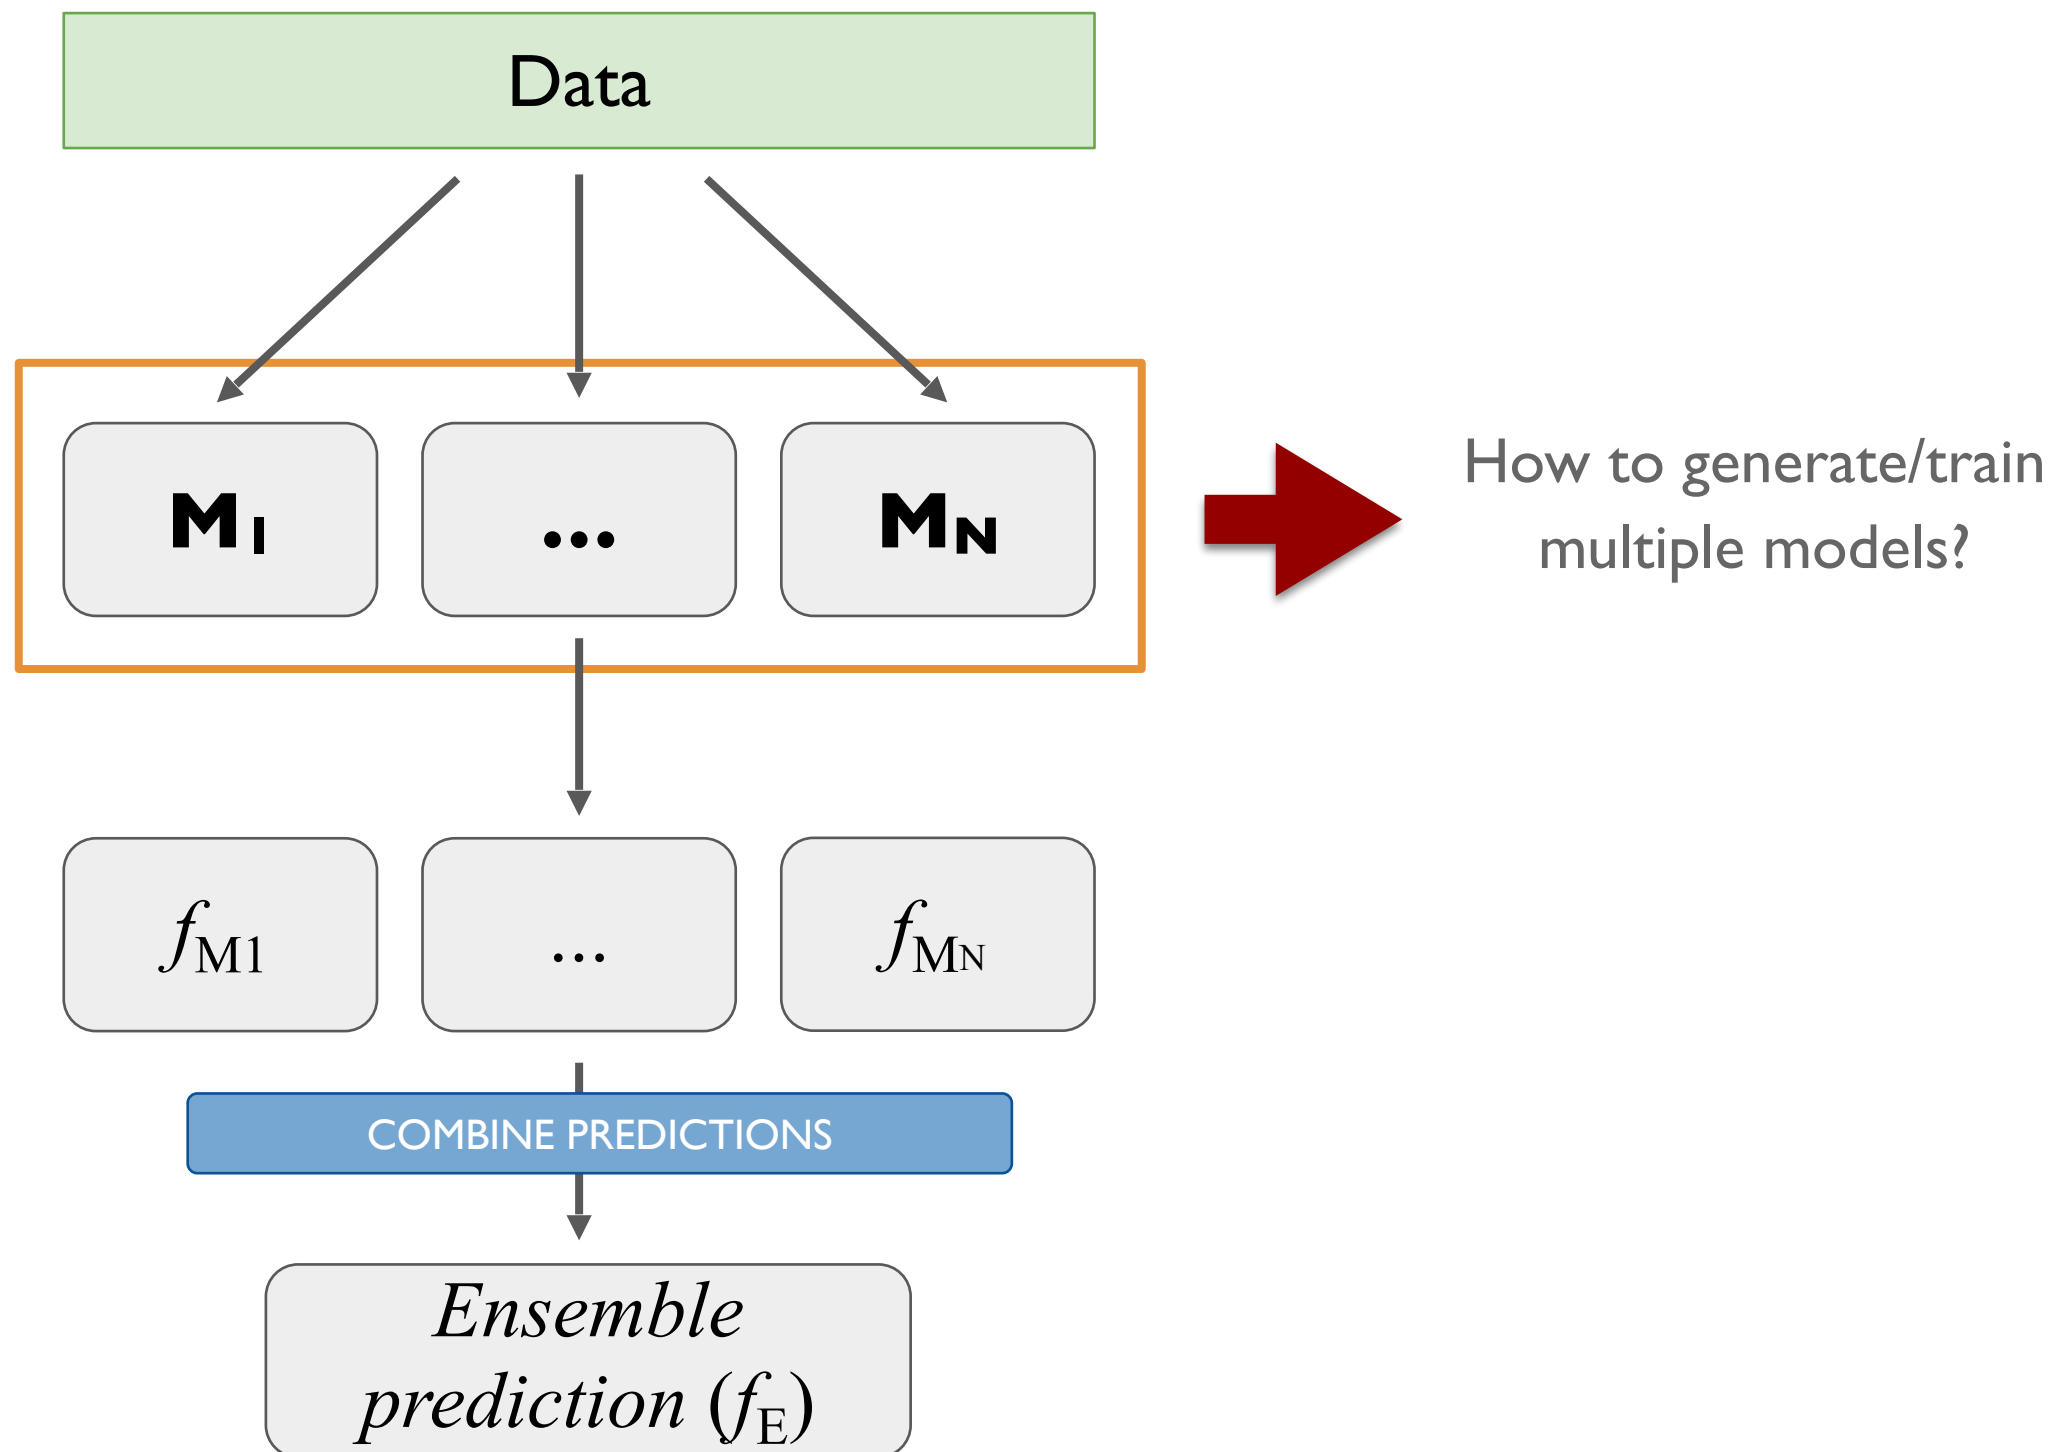 Data
M1
...
MN
How to generate/train
multiple models?
fM1
...
fMN
COMBINE PREDICTIONS
Ensemble
prediction (fE)